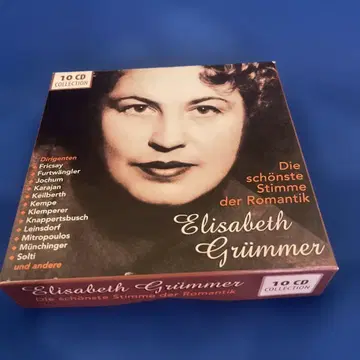 10 CD
COLLECTION
Dirigenten
Fricsay
Furtwängler
Jochum
Karajan
Keilberth
Kempe
Klemperer
Knappertsbusch
Leinsdorf
Mitropoulos
Münchinger
Solti
und andere
Die
schönste
Stimme
der Romantik
Elisabeth
Grümmer
Elisabeth Grümmer
Die schönste Stimme der Romantik
10 CD
COLLECTION